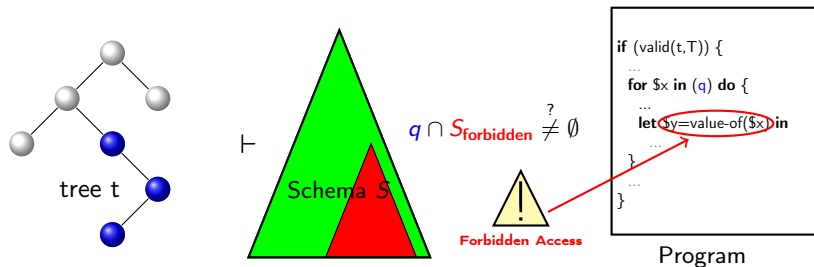 tree t
⊢
Schema S
q ∩ S_forbidden ≠^? ∅
!
Forbidden Access
if (valid(t,T)) {
...
for $x in (q) do {
...
let $y=value-of($x) in
...
}
...
}
Program